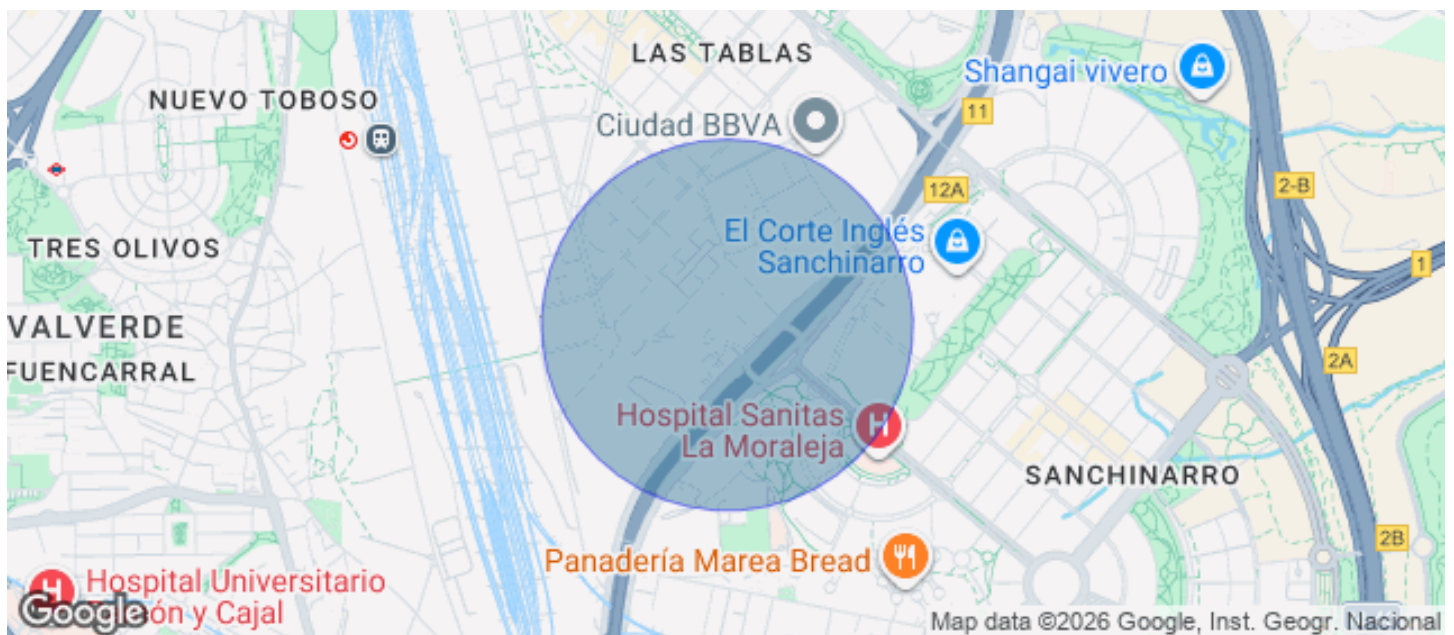 LAS TABLAS
Shangai vivero
NUEVO TOBOSO
11
Ciudad BBVA
12A
2-B
El Corte Inglés
Sanchinarro
TRES OLIVOS
1
VALVERDE
2A
FUENCARRAL
Hospital Sanitas
La Moraleja
H
SANCHINARRO
2B
Panadería Marea Bread
H
Hospital Universitario
y Cajal
Google
Map data ©2026 Google, Inst. Geogr. Nacional